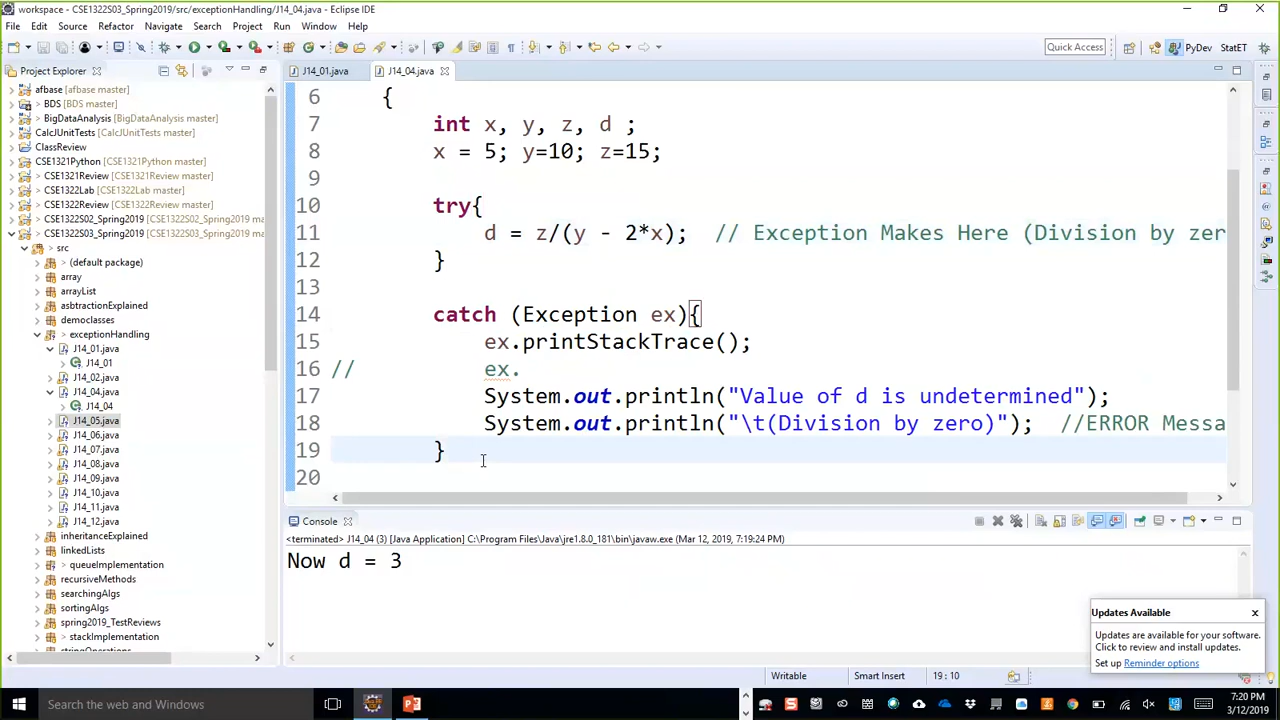 workspace - CSE1322S03_Spring2019/src/exceptionHandling/J14_04.java - Eclipse IDE
File Edit Source Refactor Navigate Search Project Run Window Help
Quick Access PyDev StatET
Project Explorer
J14_01.java J14_04.java
afbase [afbase master]
> BDS [BDS master]
> BigDataAnalysis [BigDataAnalysis master]
CalcJUnitTests [CalcJUnitTests master]
ClassReview
CSE1321Python [CSE1321Python master]
> CSE1321Review [CSE1321Review master]
> CSE1322Lab [CSE1322Lab master]
> CSE1322Review [CSE1322Review master]
> CSE1322S02_Spring2019 [CSE1322S02_Spring2019 ma
> CSE1322S03_Spring2019 [CSE1322S03_Spring2019 ma
> src
(default package)
array
arrayList
asbtractionExplained
democlasses
> exceptionHandling
J14_01.java
J14_01
J14_02.java
J14_04.java
J14_04
J14_05.java
J14_06.java
J14_07.java
J14_08.java
J14_09.java
J14_10.java
J14_11.java
J14_12.java
inheritanceExplained
linkedLists
> queueImplementation
recursiveMethods
searchingAlgs
sortingAlgs
spring2019_TestReviews
> stackImplementation
stringOperations
6 {
7 int x, y, z, d ;
8 x = 5; y=10; z=15;
9
10 try{
11 d = z/(y - 2*x); // Exception Makes Here (Division by zer
12 }
13
14 catch (Exception ex){
15 ex.printStackTrace();
16 // ex.
17 System.out.println("Value of d is undetermined");
18 System.out.println("\t(Division by zero)"); //ERROR Messa
19 }
20
Console
<terminated> J14_04 (3) [Java Application] C:\Program Files\Java\jre1.8.0_181\bin\javaw.exe (Mar 12, 2019, 7:19:24 PM)
Now d = 3
Updates Available
Updates are available for your software.
Click to review and install updates.
Set up Reminder options
Writable Smart Insert 19 : 10
Search the web and Windows
7:20 PM
3/12/2019